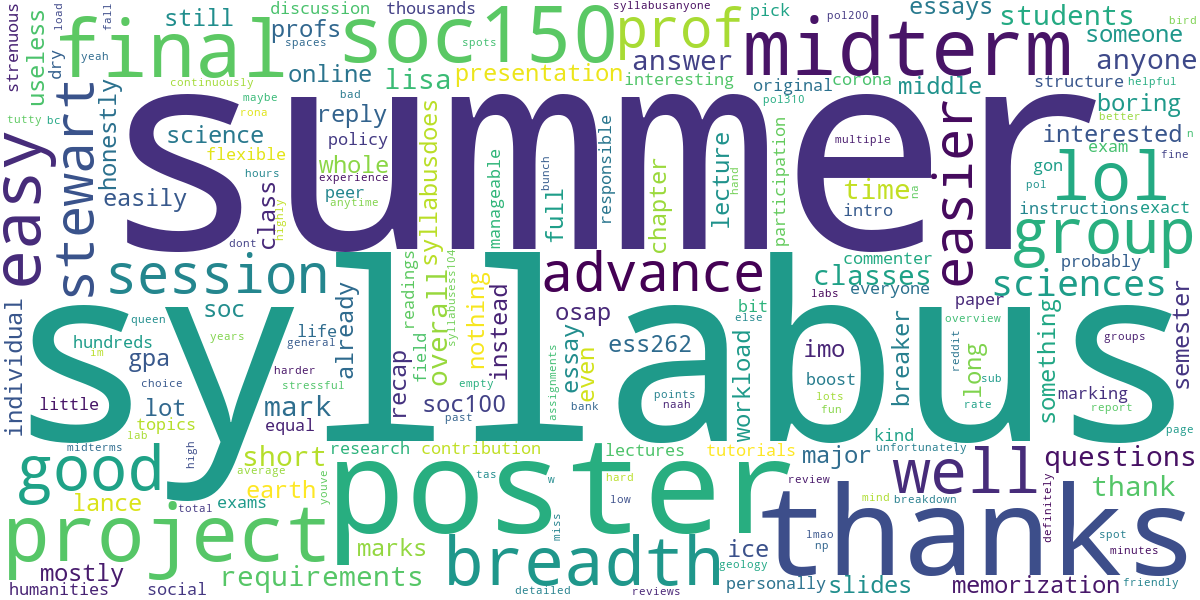 strenuous
useless
dry
load
final
yeah
still
discussion
profs
spaces
thousands
soc150
spots
syllabusanyone
prof
pick
pol200
essays
students
bird
someone
anyone
midterm
answer
presentation
lisa
online
continuously
maybe
bad
rona
interesting
original
corona
middle
structure
helpful
pol310
boring
better
tutty
bc
stewart
honestly
science
flexible
hours
reply
policy
whole
experience
peer
anytime
syllabusdoes
manageable
bunch
full
responsible
chapter
lecture
hand
participation
multiple
time
na
intro
easier
interested
n
exam
gon
fine
pol
lol
instructions
exact
easy
easily
class
highly
dont
summer
group
probably
session
soc
queen
years
life
general
already
readings
overall
syllabusess104
nothing
instead
advance
osap
bit
else
classes
commenter
everyone
labs
paper
overview
semester
individual
hundreds
im
gpa
choice
harder
stressful
little
lot
topics
lab
mark
equal
recap
field
empty
soc100
past
assignments
essay
even
bank
ess262
points
naah
workload
imo
boost
lots
fun
breaker
reddit
long
sub
rate
groups
something
marking
report
page
syllabus
midterms
high
good
short
average
research
contribution
lectures
tutorials
kind
unfortunately
major
well
questions
lance
total
exams
earth
youve
poster
tas
w
hard
low
review
mind
breakdown
thank
definitely
project
marks
miss
breadth
ice
geology
lmao
np
thanks
spot
minutes
mostly
requirements
humanities
social
detailed
reviews
personally
slides
memorization
friendly
sciences